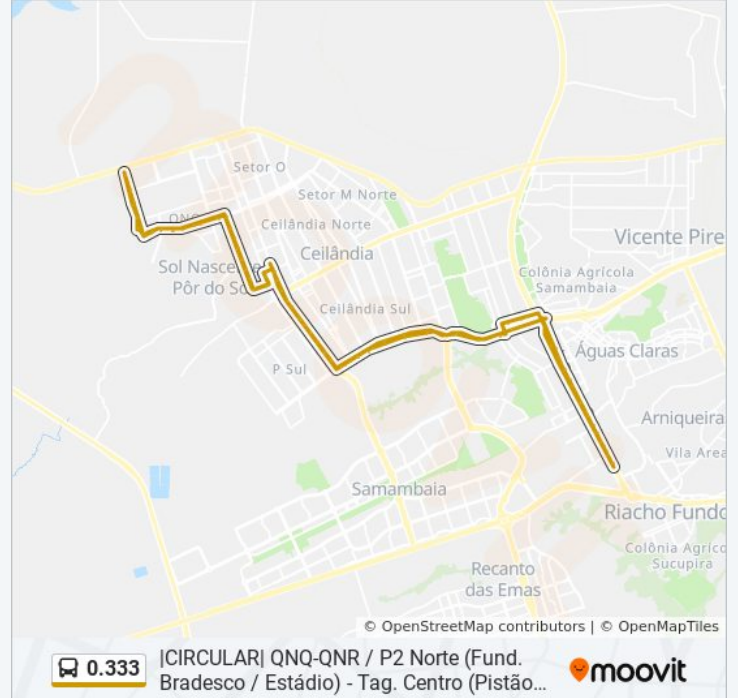 Setor O
Setor M Norte
QNQ
Ceilândia Norte
Vicente Pire
Ceilândia
Sol Nasce
Pôr do So
Colônia Agrícola
Samambaia
Ceilândia Sul
Águas Claras
P Sul
Arniqueira
Vila Area
Samambaia
Riacho Fundo
Colônia Agríco
Sucupira
Recanto
das Emas
© OpenStreetMap contributors | © OpenMapTiles
0.333
|CIRCULAR| QNQ-QNR / P2 Norte (Fund.
Bradesco / Estádio) - Tag. Centro (Pistão...
moovit